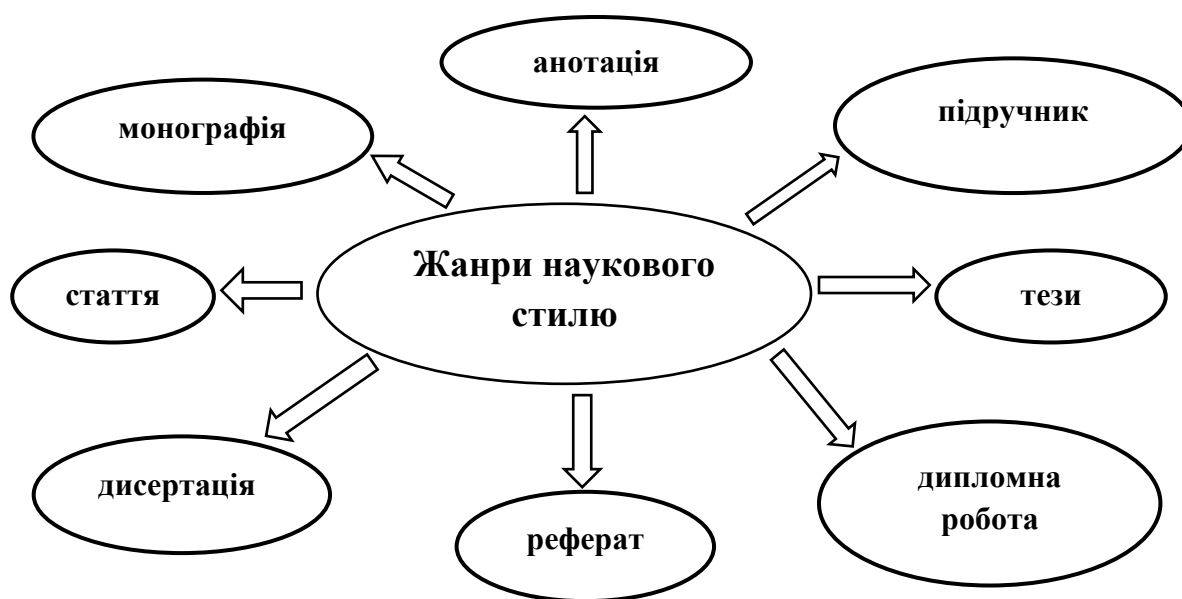 анотація
монографія
підручник
Жанри наукового
стилю
стаття
тези
дисертація
реферат
дипломна
робота